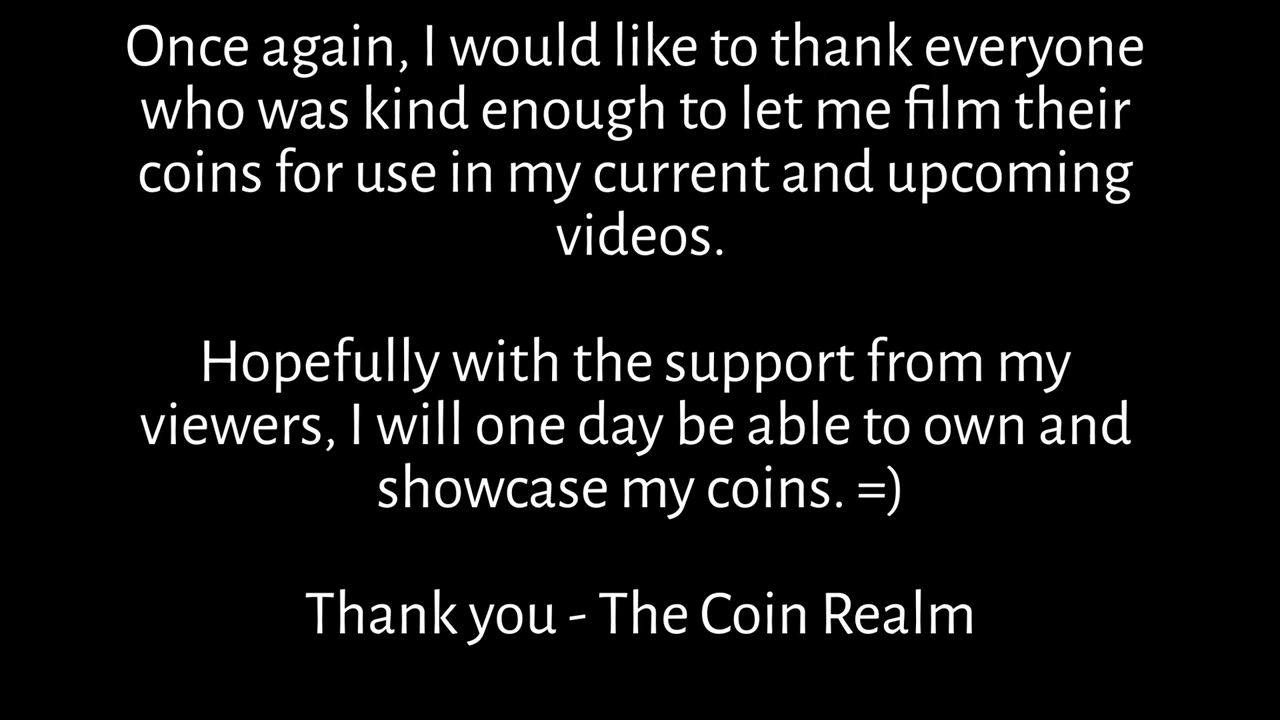 Once again, I would like to thank everyone
who was kind enough to let me film their
coins for use in my current and upcoming
videos.
Hopefully with the support from my
viewers, I will one day be able to own and
showcase my coins. =)
Thank you - The Coin Realm